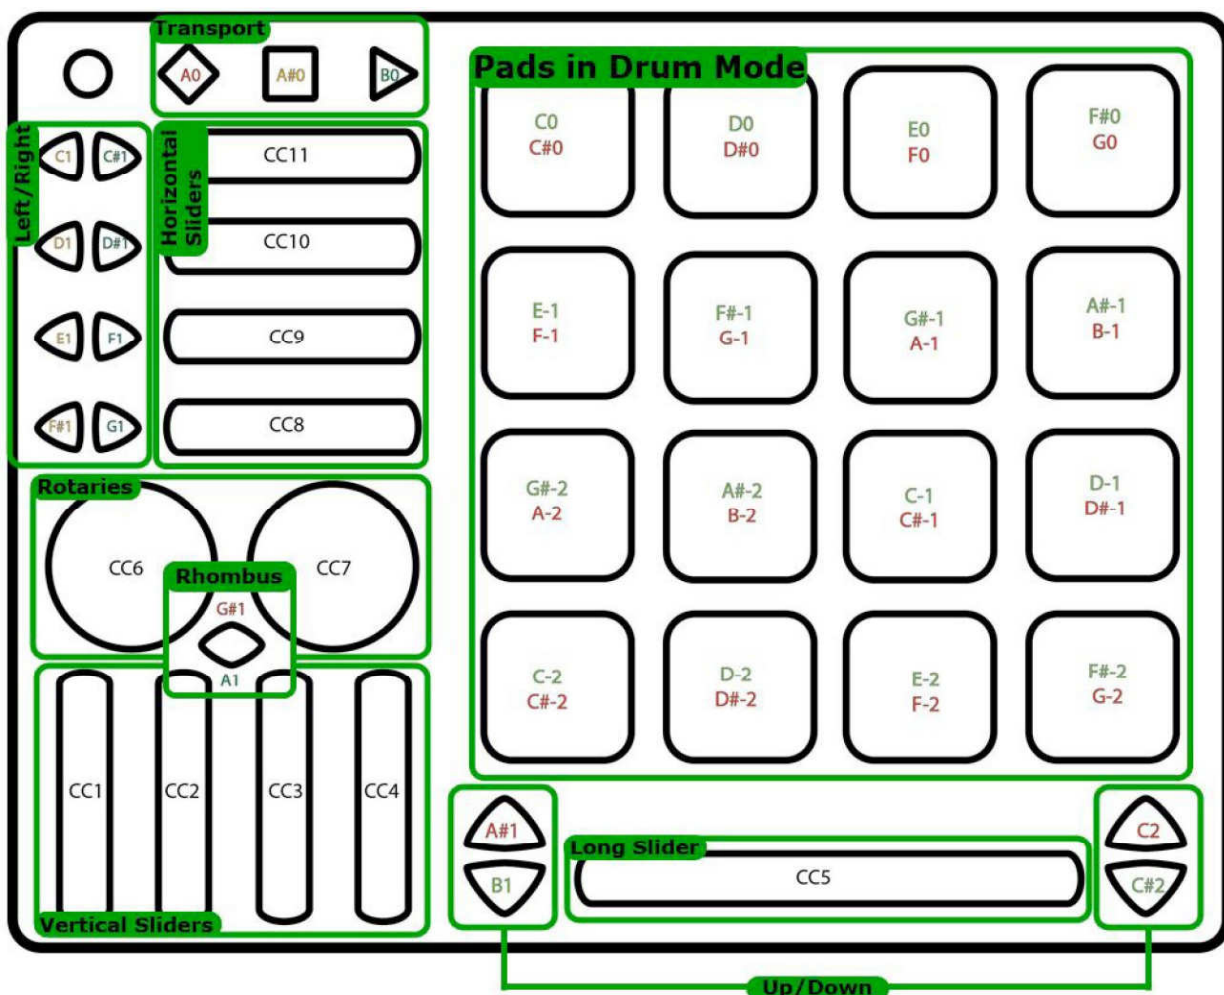 Transport
A0 A#0 B0
Left/Right
C1 C#1
D1 D#1
E1 F1
F#1 G1
Horizontal
Sliders
CC11
CC10
CC9
CC8
Rotaries
CC6 CC7
Rhombus
G#1
A1
CC1 CC2 CC3 CC4
Vertical Sliders
Pads in Drum Mode
C0 D0 E0 F#0
C#0 D#0 F0 G0
E-1 F#-1 G#-1 A#-1
F-1 G-1 A-1 B-1
G#-2 A#-2 C-1 D-1
A-2 B-2 C#-1 D#-1
C-2 D-2 E-2 F#-2
C#-2 D#-2 F-2 G-2
A#1
B1
Long Slider
CC5
C2
C#2
Up/Down